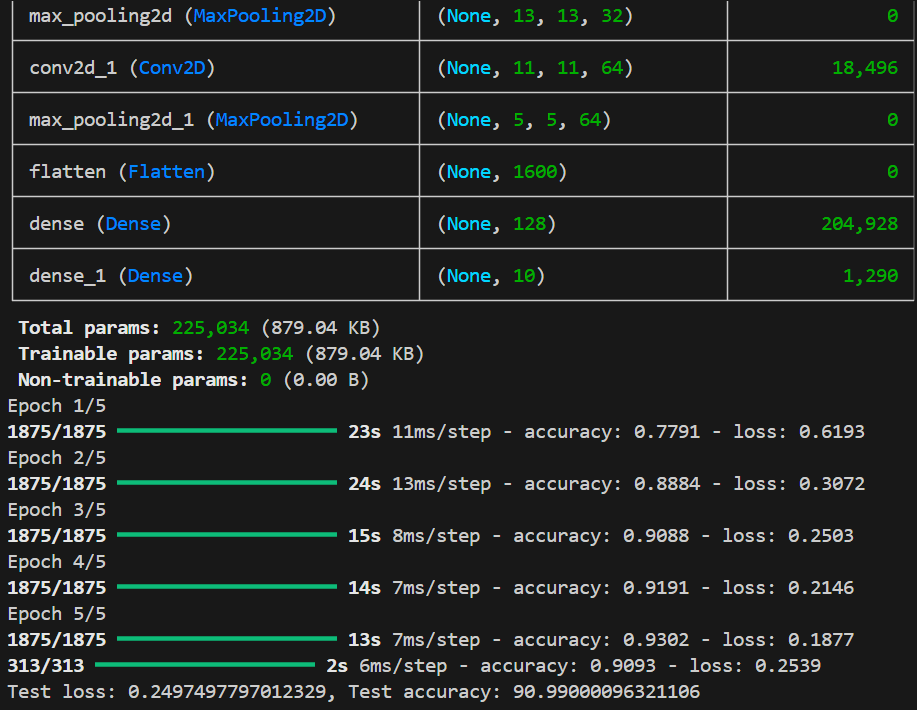 max_pooling2d (MaxPooling2D) (None, 13, 13, 32) 0
conv2d_1 (Conv2D) (None, 11, 11, 64) 18,496
max_pooling2d_1 (MaxPooling2D) (None, 5, 5, 64) 0
flatten (Flatten) (None, 1600) 0
dense (Dense) (None, 128) 204,928
dense_1 (Dense) (None, 10) 1,290
Total params: 225,034 (879.04 KB)
Trainable params: 225,034 (879.04 KB)
Non-trainable params: 0 (0.00 B)
Epoch 1/5
1875/1875 23s 11ms/step - accuracy: 0.7791 - loss: 0.6193
Epoch 2/5
1875/1875 24s 13ms/step - accuracy: 0.8884 - loss: 0.3072
Epoch 3/5
1875/1875 15s 8ms/step - accuracy: 0.9088 - loss: 0.2503
Epoch 4/5
1875/1875 14s 7ms/step - accuracy: 0.9191 - loss: 0.2146
Epoch 5/5
1875/1875 13s 7ms/step - accuracy: 0.9302 - loss: 0.1877
313/313 2s 6ms/step - accuracy: 0.9093 - loss: 0.2539
Test loss: 0.2497497797012329, Test accuracy: 90.99000096321106